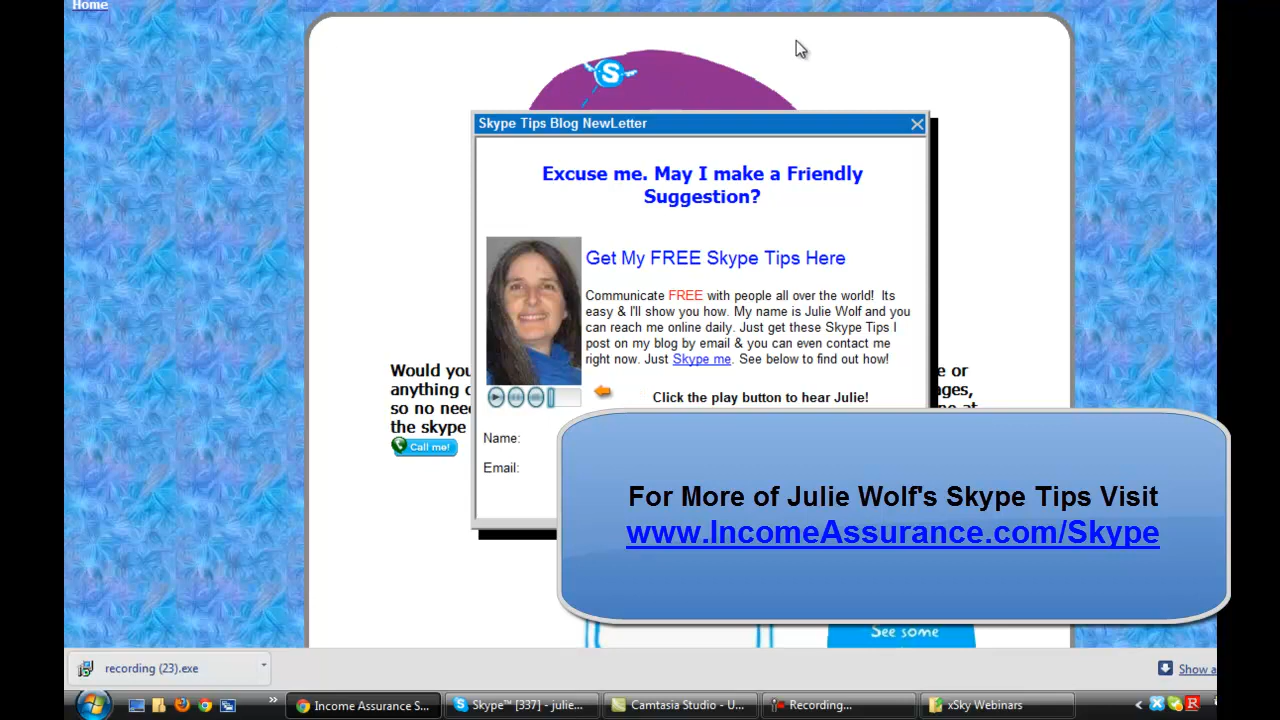 Home
S
Skype Tips Blog NewLetter
Excuse me. May I make a Friendly
Suggestion?
Get My FREE Skype Tips Here
Communicate FREE with people all over the world! Its
easy & I'll show you how. My name is Julie Wolf and you
can reach me online daily. Just get these Skype Tips I
post on my blog by email & you can even contact me
right now. Just Skype me. See below to find out how!
Click the play button to hear Julie!
Would you
e or
anything
so no nee
the skype
Call me!
Name:
Email:
For More of Julie Wolf's Skype Tips Visit
www.IncomeAssurance.com/Skype
See some
recording (23).exe
Show a
Income Assurance S...
Skype™ [337] - julie...
Camtasia Studio - U...
Recording...
xSky Webinars